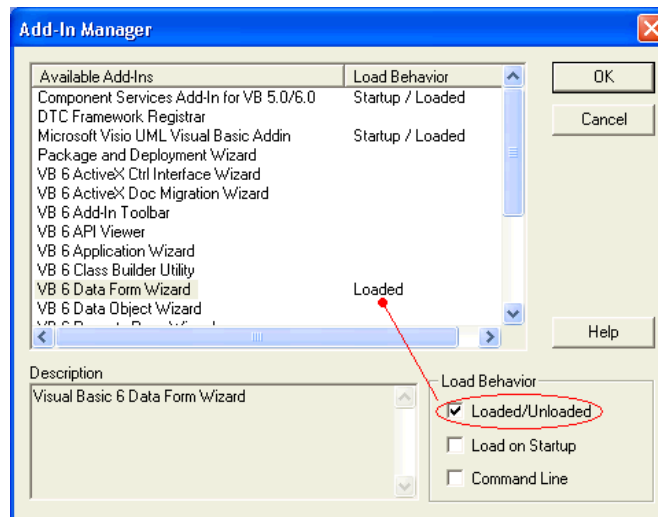 Add-In Manager
Available Add-Ins Load Behavior
Component Services Add-In for VB 5.0/6.0 Startup / Loaded
DTC Framework Registrar
Microsoft Visio UML Visual Basic Addin Startup / Loaded
Package and Deployment Wizard
VB 6 ActiveX Ctrl Interface Wizard
VB 6 ActiveX Doc Migration Wizard
VB 6 Add-In Toolbar
VB 6 API Viewer
VB 6 Application Wizard
VB 6 Class Builder Utility
VB 6 Data Form Wizard Loaded
VB 6 Data Object Wizard
OK
Cancel
Help
Description
Visual Basic 6 Data Form Wizard
Load Behavior
Loaded/Unloaded
Load on Startup
Command Line